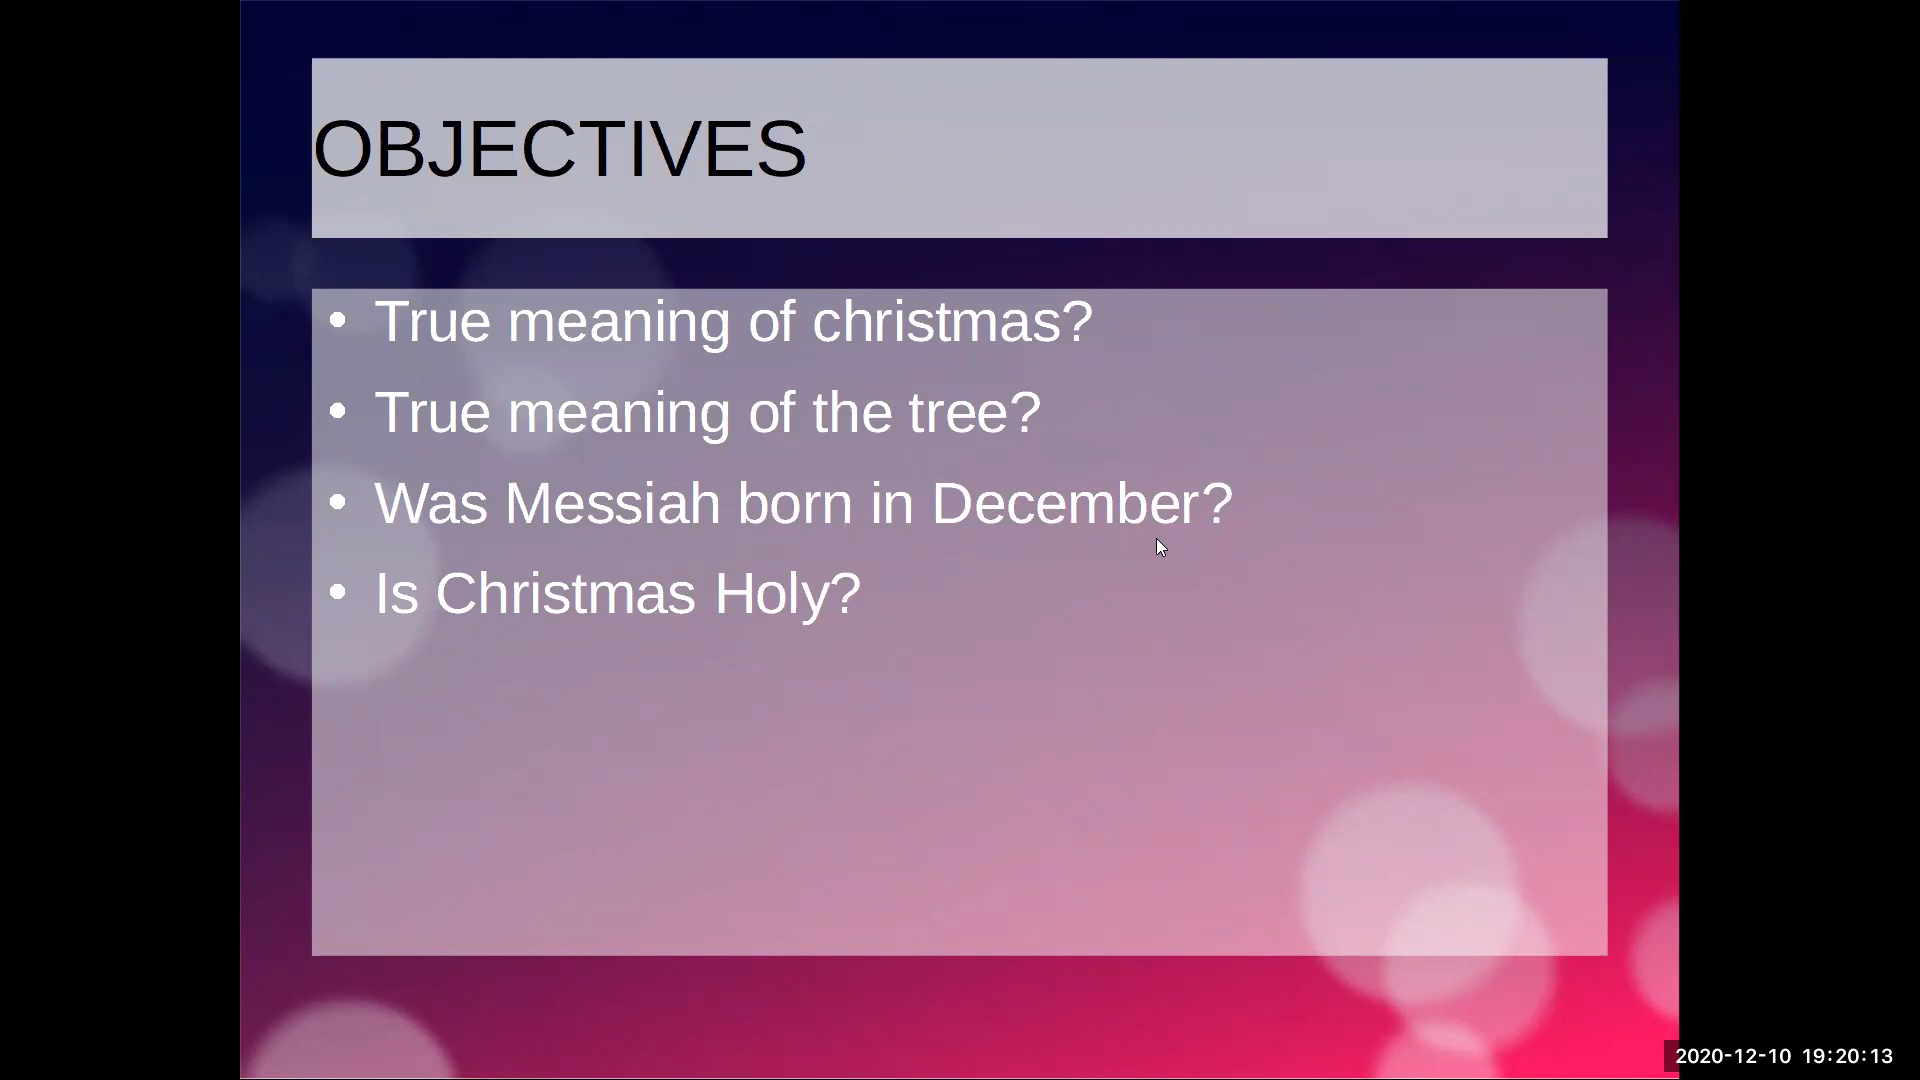 OBJECTIVES
• True meaning of christmas?
• True meaning of the tree?
• Was Messiah born in December?
• Is Christmas Holy?
2020-12-10 19:20:13